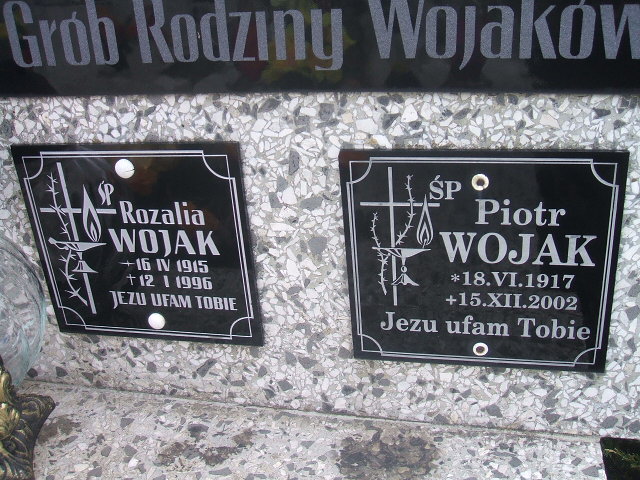 Grób Rodziny Wojaków
ŚP
Rozalia
WOJAK
*16 IV 1915
+12 I 1996
JEZU UFAM TOBIE
ŚP
Piotr
WOJAK
*18.VI.1917
+15.XII.2002
Jezu ufam Tobie